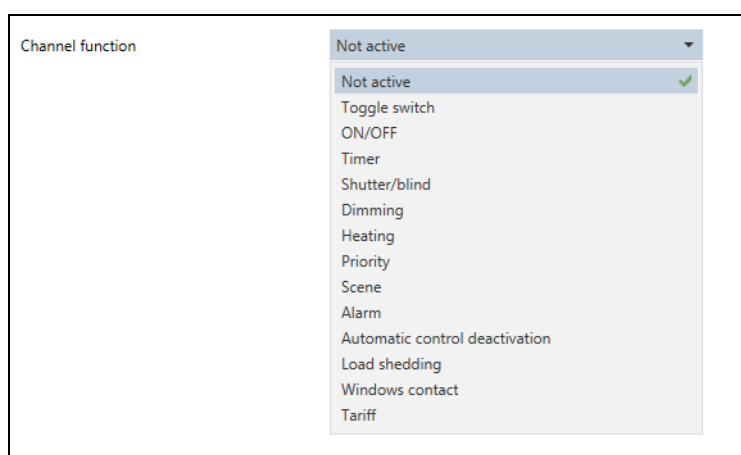 Channel function Not active
Not active
Toggle switch
ON/OFF
Timer
Shutter/blind
Dimming
Heating
Priority
Scene
Alarm
Automatic control deactivation
Load shedding
Windows contact
Tariff